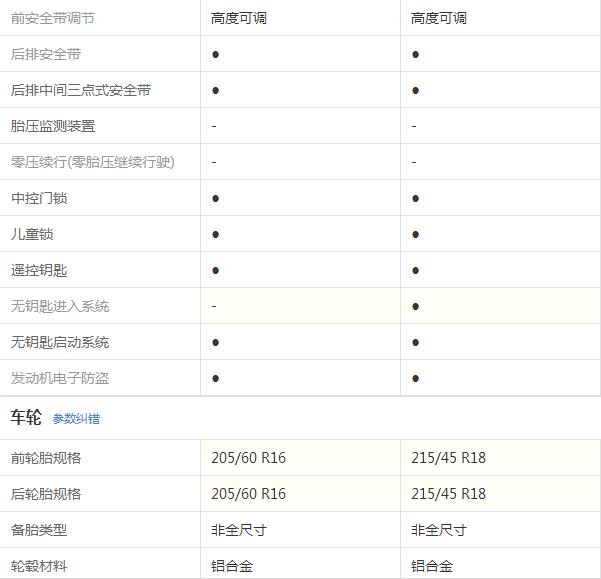 前安全带调节 高度可调 高度可调
后排安全带 ● ●
后排中间三点式安全带 ● ●
胎压监测装置 - -
零压续行(零胎压继续行驶) - -
中控门锁 ● ●
儿童锁 ● ●
遥控钥匙 ● ●
无钥匙进入系统 - ●
无钥匙启动系统 ● ●
发动机电子防盗 ● ●
车轮 参数纠错
前轮胎规格 205/60 R16 215/45 R18
后轮胎规格 205/60 R16 215/45 R18
备胎类型 非全尺寸 非全尺寸
轮毂材料 铝合金 铝合金